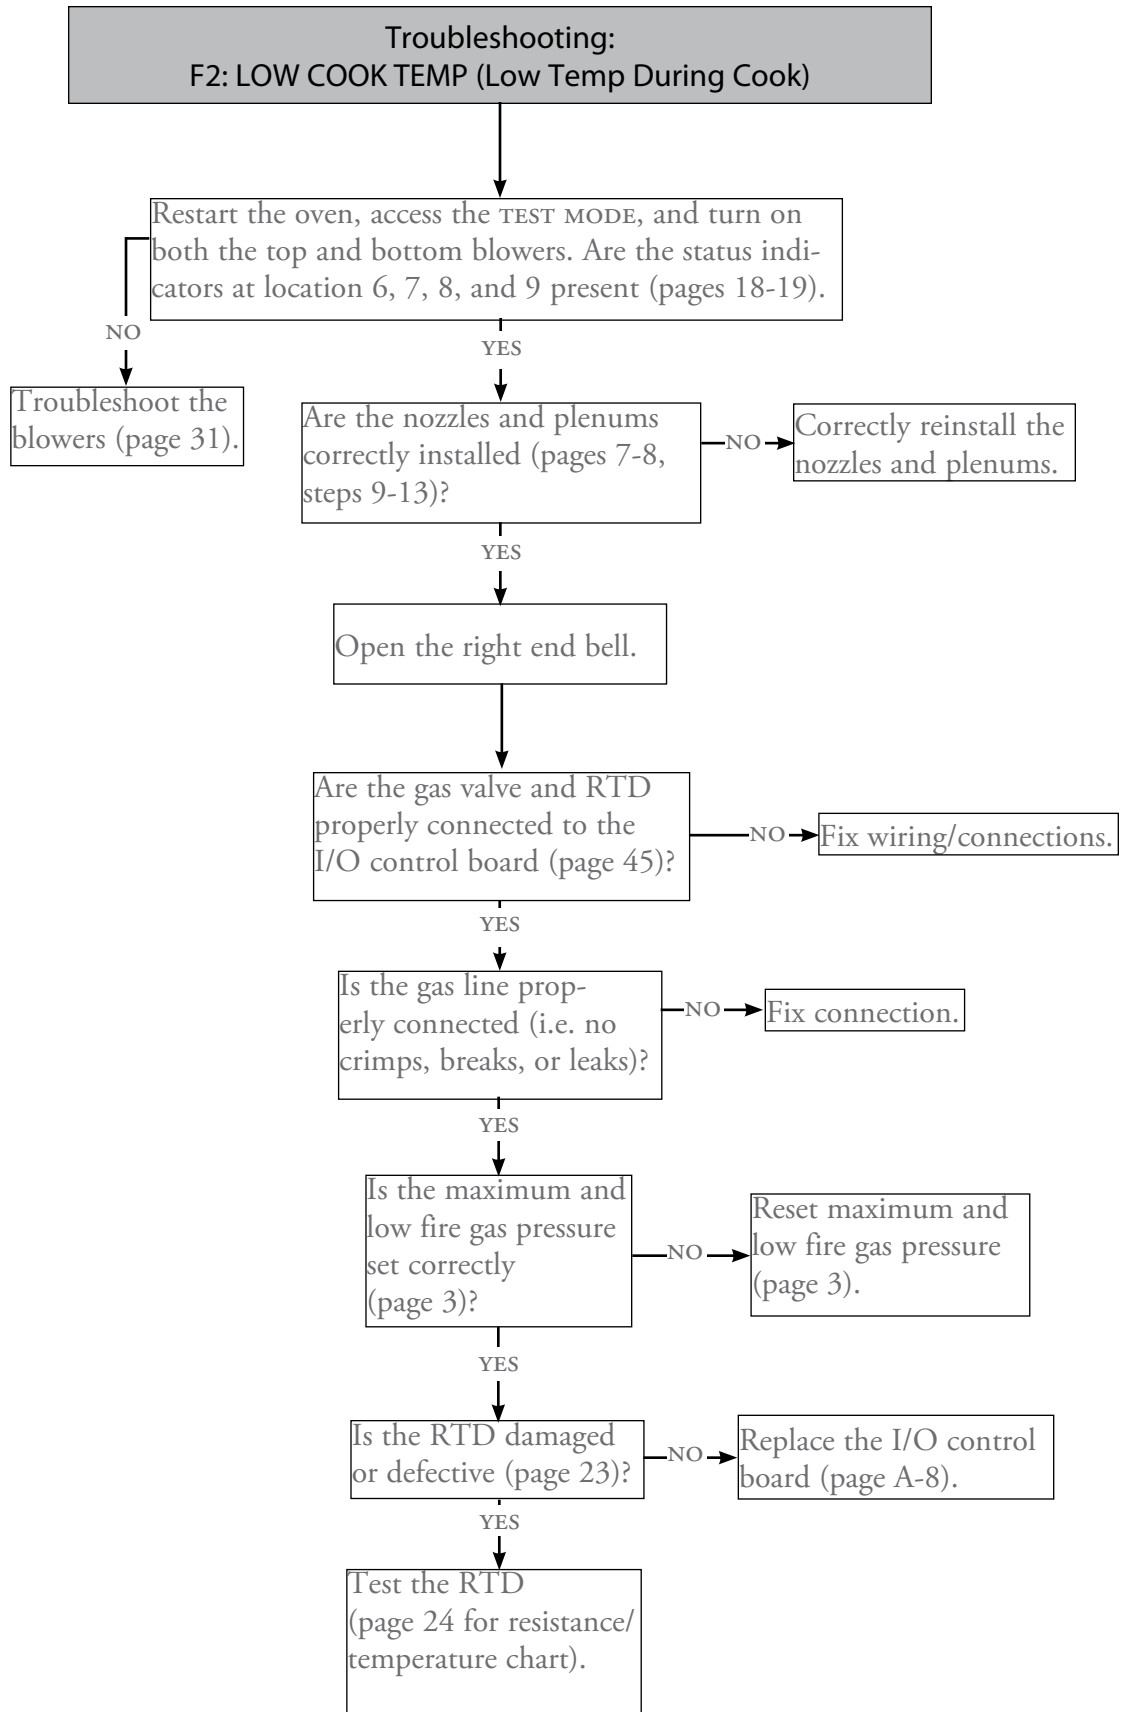 Troubleshooting:
F2: LOW COOK TEMP (Low Temp During Cook)
Restart the oven, access the TEST MODE, and turn on
both the top and bottom blowers. Are the status indi-
cators at location 6, 7, 8, and 9 present (pages 18-19).
NO
YES
Troubleshoot the
blowers (page 31).
Are the nozzles and plenums
correctly installed (pages 7-8,
steps 9-13)?
NO
Correctly reinstall the
nozzles and plenums.
YES
Open the right end bell.
Are the gas valve and RTD
properly connected to the
I/O control board (page 45)?
NO
Fix wiring/connections.
YES
Is the gas line prop-
erly connected (i.e. no
crimps, breaks, or leaks)?
NO
Fix connection.
YES
Is the maximum and
low fire gas pressure
set correctly
(page 3)?
NO
Reset maximum and
low fire gas pressure
(page 3).
YES
Is the RTD damaged
or defective (page 23)?
NO
Replace the I/O control
board (page A-8).
YES
Test the RTD
(page 24 for resistance/
temperature chart).